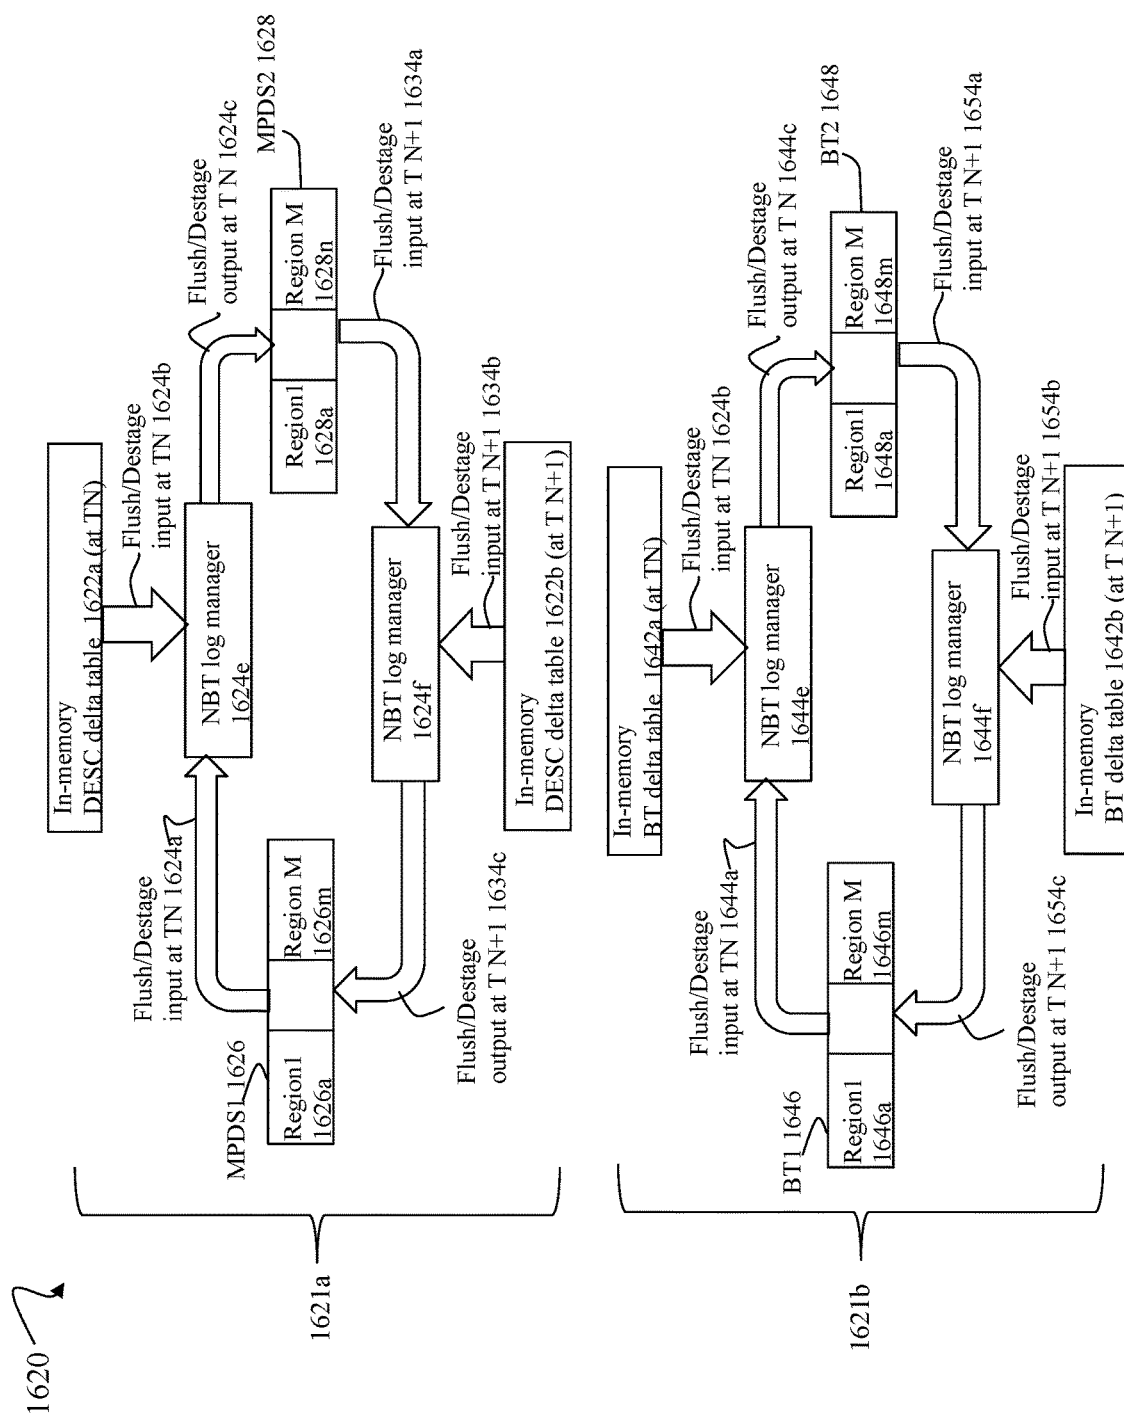 1620
1621a
In-memory
DESC delta table 1622a (at TN)
Flush/Destage
input at TN 1624b
Flush/Destage
input at TN 1624a
NBT log manager
1624e
Flush/Destage
output at T N 1624c
MPDS1 1626
Region1
1626a
Region M
1626m
MPDS2 1628
Region1
1628a
Region M
1628n
Flush/Destage
input at T N+1 1634a
Flush/Destage
output at T N+1 1634c
NBT log manager
1624f
Flush/Destage
input at T N+1 1634b
In-memory
DESC delta table 1622b (at T N+1)
1621b
In-memory
BT delta table 1642a (at TN)
Flush/Destage
input at TN 1624b
Flush/Destage
input at TN 1644a
NBT log manager
1644e
Flush/Destage
output at T N 1644c
BT1 1646
Region1
1646a
Region M
1646m
BT2 1648
Region1
1648a
Region M
1648m
Flush/Destage
input at T N+1 1654a
Flush/Destage
output at T N+1 1654c
NBT log manager
1644f
Flush/Destage
input at T N+1 1654b
In-memory
BT delta table 1642b (at T N+1)